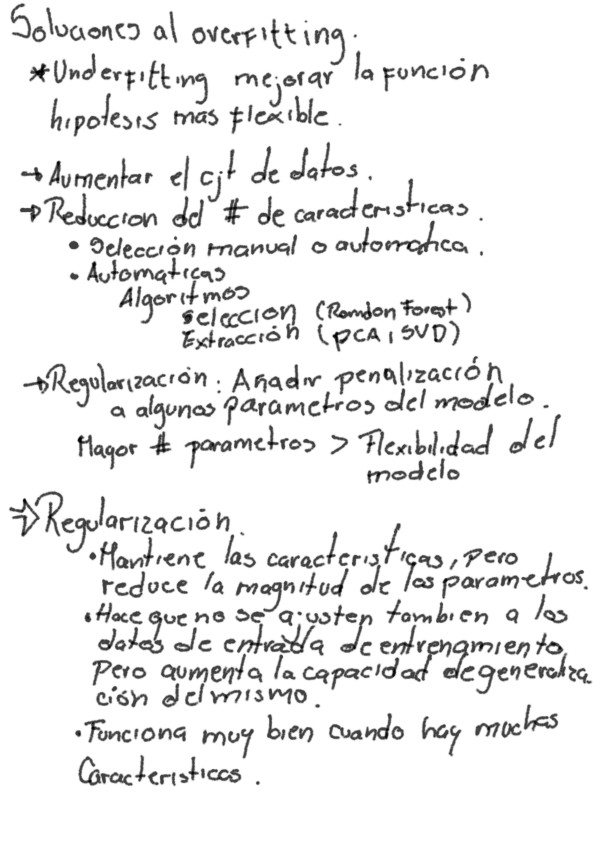 Soluciones al overfitting.
*Underfitting mejorar la función
hipotesis mas flexible.
→ Aumentar el cjt de datos.
→ Reduccion del # de caracteristicas.
• Selección manual o automatica.
• Automaticas
Algoritmos
selección (Romdon Forest)
Extracción (PCA, SVD)
→ Regularización: Añadir penalización
a algunos parametros del modelo.
Mayor # parametros > Flexibilidad del
modelo
⇒ Regularización.
• Mantiene las caracteristicas, pero
reduce la magnitud de los parametros.
• Hace que no se ajusten tambien a los
datos de entrada de entrenamiento,
Pero aumenta la capacidad de generaliza
ción del mismo.
• Funciona muy bien cuando hay muchas
Caracteristicas.